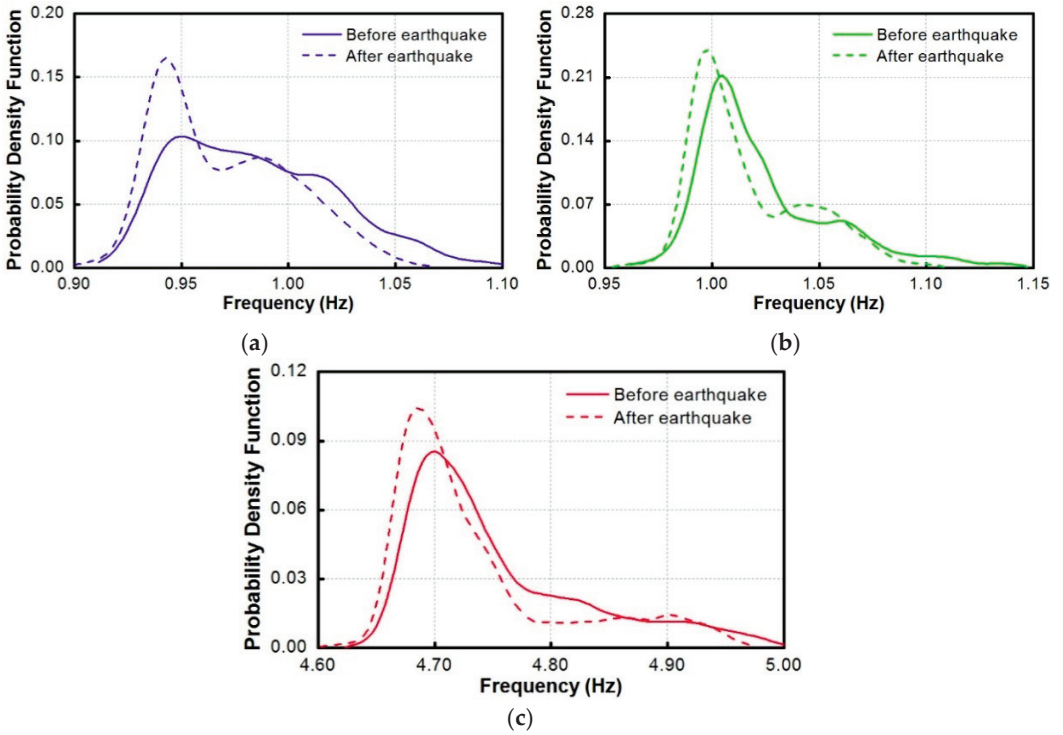 0.20
0.15
0.10
0.05
0.00
Probability Density Function
Before earthquake
After earthquake
0.90 0.95 1.00 1.05 1.10
Frequency (Hz)
(a)
0.28
0.21
0.14
0.07
0.00
Probability Density Function
Before earthquake
After earthquake
0.95 1.00 1.05 1.10 1.15
Frequency (Hz)
(b)
0.12
0.09
0.06
0.03
0.00
Probability Density Function
Before earthquake
After earthquake
4.60 4.70 4.80 4.90 5.00
Frequency (Hz)
(c)